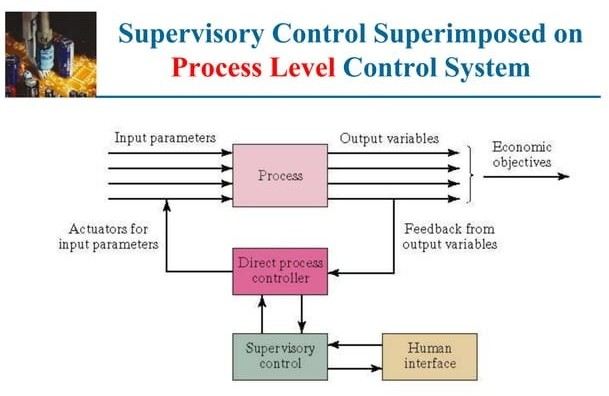 Supervisory Control Superimposed on
Process Level Control System
Input parameters
Output variables
Process
Economic
objectives
Actuators for
input parameters
Feedback from
output variables
Direct process
controller
Supervisory
control
Human
interface